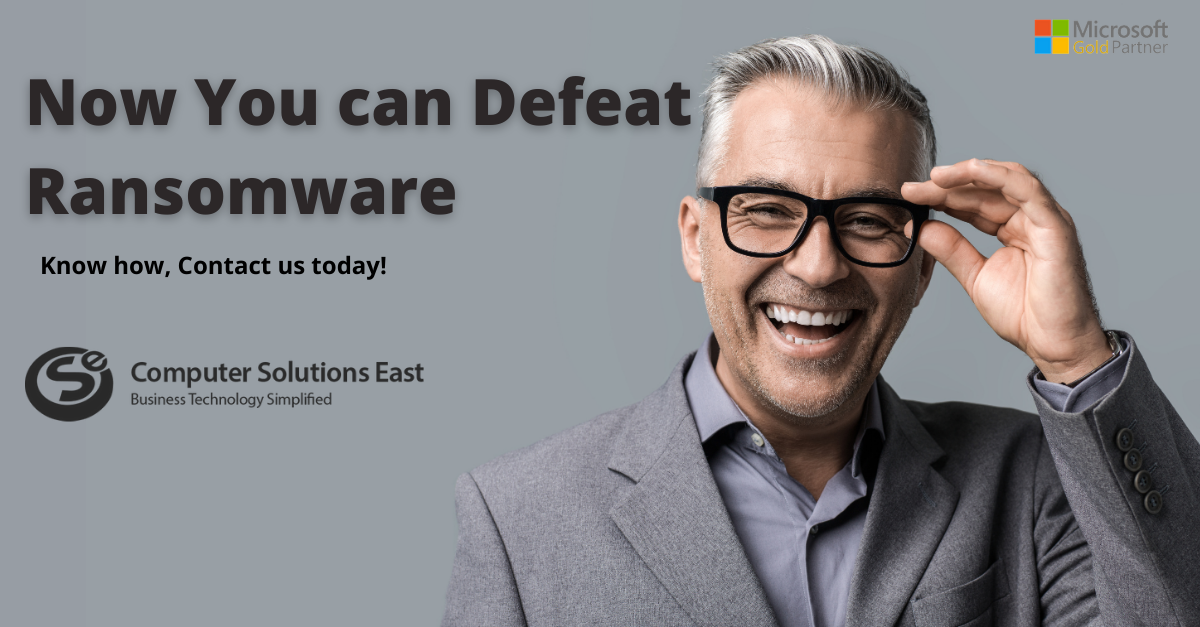 Microsoft
Gold Partner
Now You can Defeat
Ransomware
Know how, Contact us today!
Cse
Computer Solutions East
Business Technology Simplified